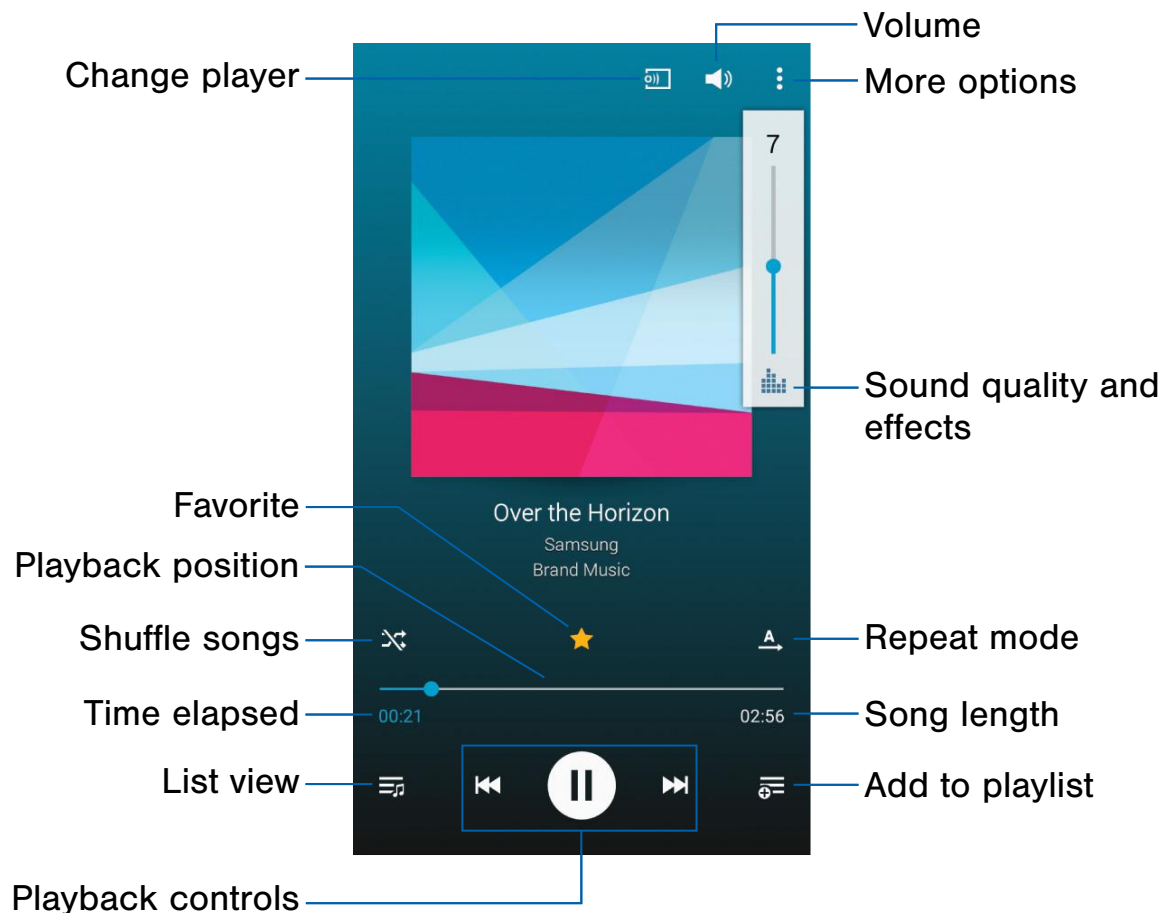 Volume
Change player
More options
7
Sound quality and
effects
Favorite
Over the Horizon
Samsung
Brand Music
Playback position
Shuffle songs
A
Repeat mode
Time elapsed
00:21
02:56
Song length
List view
Add to playlist
Playback controls